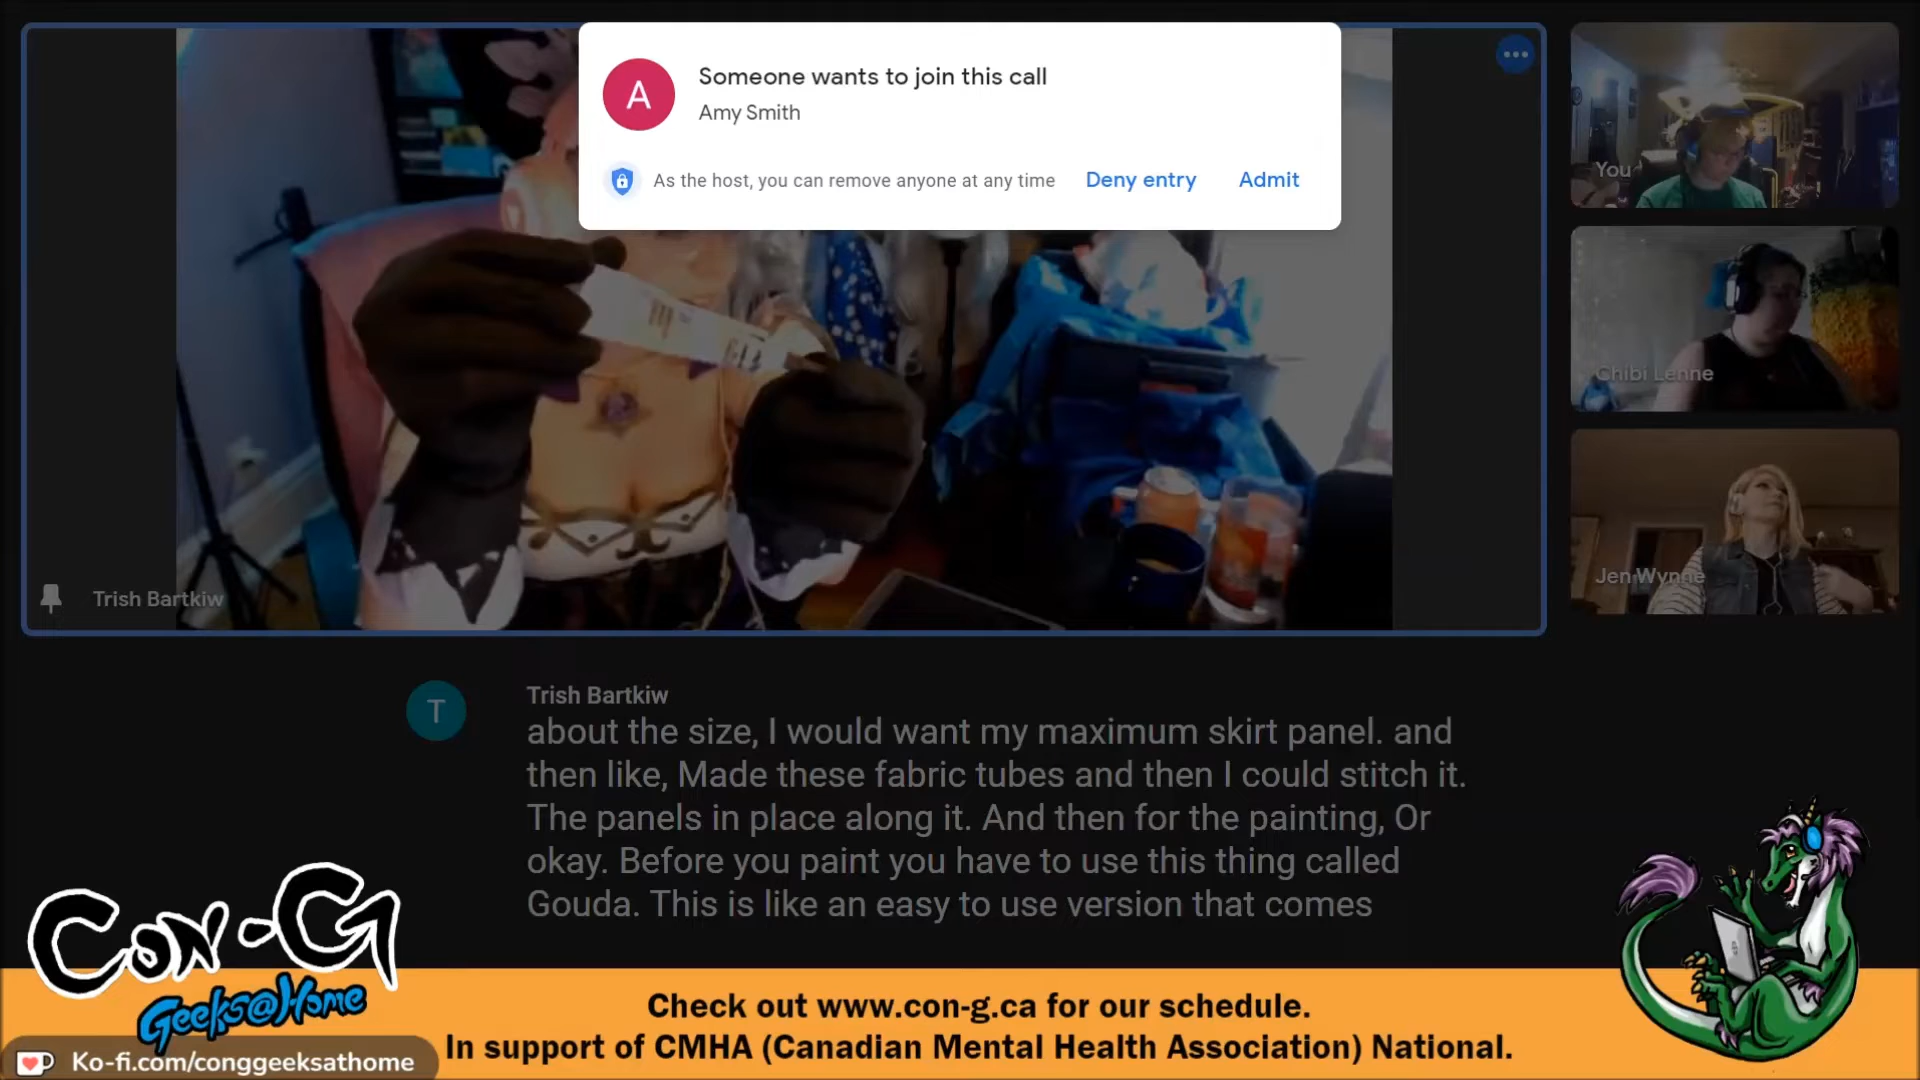 A
Someone wants to join this call
Amy Smith
As the host, you can remove anyone at any time
Deny entry
Admit
You
Chibi Lenne
Jen Wynne
Trish Bartkiw
T
Trish Bartkiw
about the size, I would want my maximum skirt panel. and
then like, Made these fabric tubes and then I could stitch it.
The panels in place along it. And then for the painting, Or
okay. Before you paint you have to use this thing called
Gouda. This is like an easy to use version that comes
Con-G
Geeks@Home
Check out www.con-g.ca for our schedule.
In support of CMHA (Canadian Mental Health Association) National.
Ko-fi.com/conggeeksathome